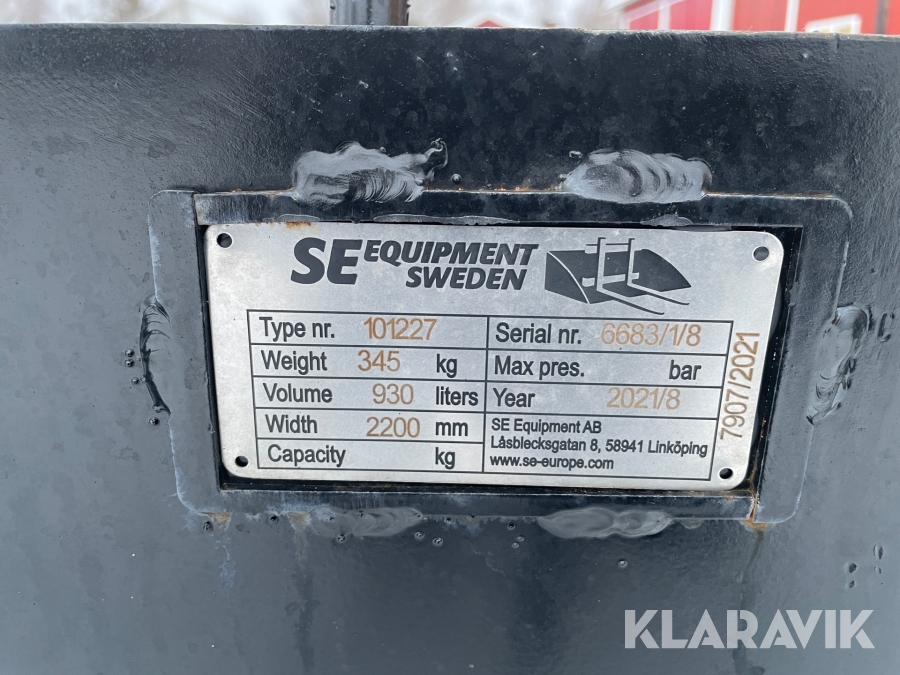 SE EQUIPMENT
SWEDEN
Type nr. 101227
Weight 345 kg
Volume 930 liters
Width 2200 mm
Capacity kg
Serial nr. 6683/1/8
Max pres. bar
Year 2021/8
SE Equipment AB
Låsblecksgatan 8, 58941 Linköping
www.se-europe.com
7907/2021
KLARAVIK